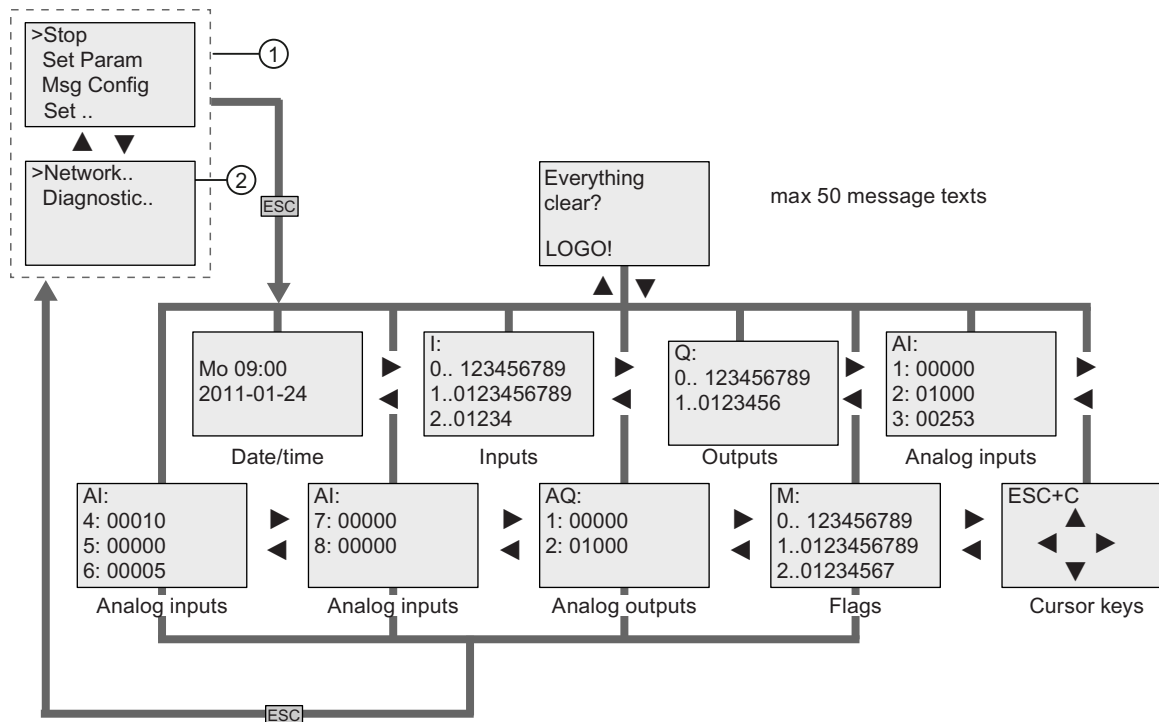 >Stop
Set Param
Msg Config
Set ..
1
>Network..
Diagnostic..
2
ESC
Everything
clear?
LOGO!
max 50 message texts
Mo 09:00
2011-01-24
Date/time
I:
0.. 123456789
1..0123456789
2..01234
Inputs
Q:
0.. 123456789
1..0123456
Outputs
AI:
1: 00000
2: 01000
3: 00253
Analog inputs
AI:
4: 00010
5: 00000
6: 00005
Analog inputs
AI:
7: 00000
8: 00000
Analog inputs
AQ:
1: 00000
2: 01000
Analog outputs
M:
0.. 123456789
1..0123456789
2..01234567
Flags
ESC+C
Cursor keys
ESC